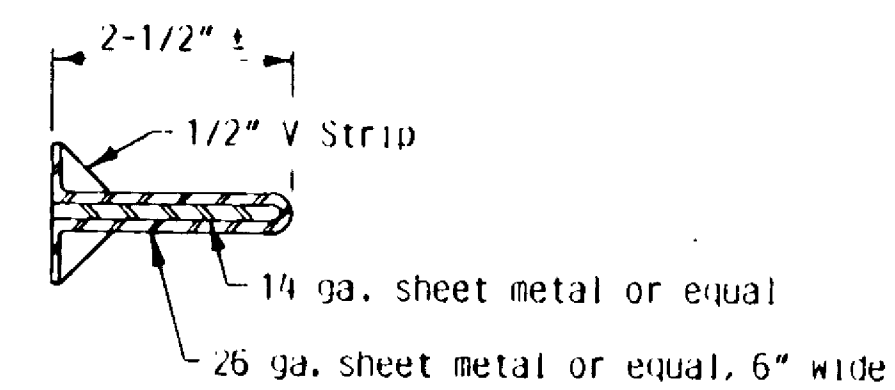 2-1/2" ±
1/2" V Strip
14 ga. sheet metal or equal
26 ga. sheet metal or equal, 6" wide